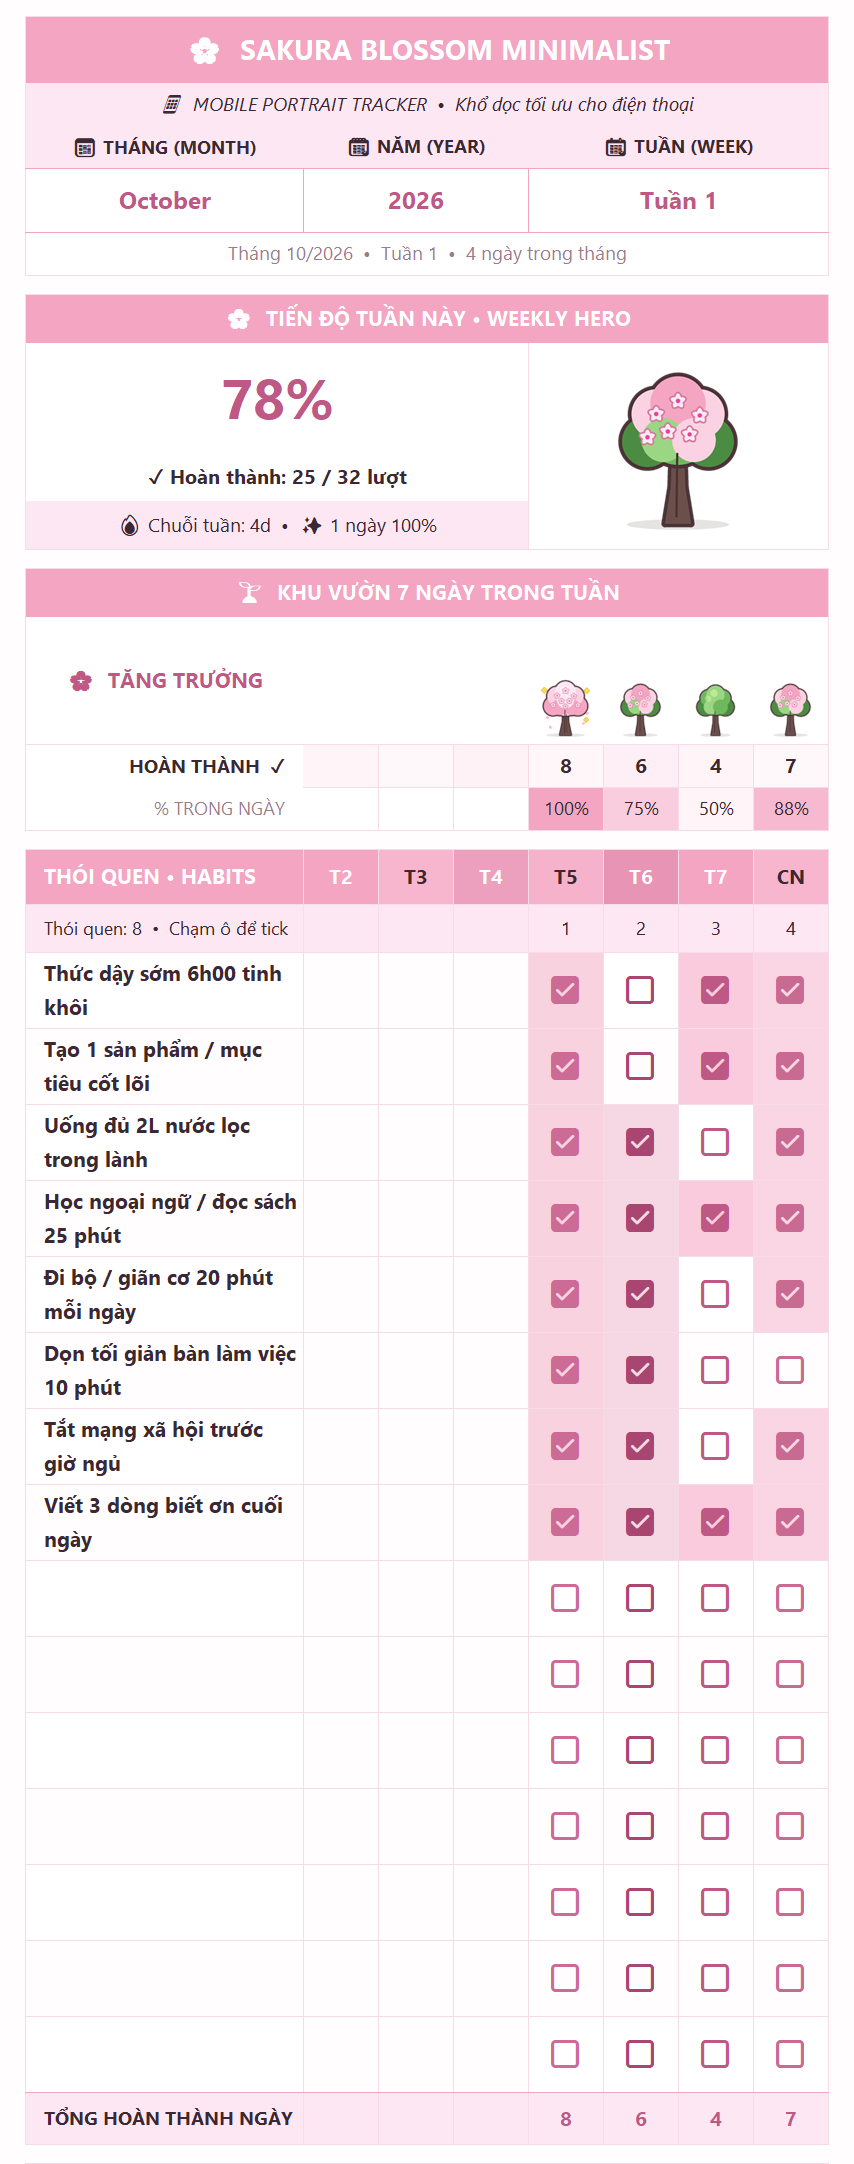 SAKURA BLOSSOM MINIMALIST
MOBILE PORTRAIT TRACKER • Khổ dọc tối ưu cho điện thoại
THÁNG (MONTH) NĂM (YEAR) TUẦN (WEEK)
October 2026 Tuần 1
Tháng 10/2026 • Tuần 1 • 4 ngày trong tháng
TIẾN ĐỘ TUẦN NÀY • WEEKLY HERO
78%
✓ Hoàn thành: 25 / 32 lượt
Chuỗi tuần: 4d • 1 ngày 100%
KHU VƯỜN 7 NGÀY TRONG TUẦN
TĂNG TRƯỞNG
HOÀN THÀNH ✓ 8 6 4 7
% TRONG NGÀY 100% 75% 50% 88%
THÓI QUEN • HABITS T2 T3 T4 T5 T6 T7 CN
Thói quen: 8 • Chạm ô để tick 1 2 3 4
Thức dậy sớm 6h00 tinh
khôi
Tạo 1 sản phẩm / mục
tiêu cốt lõi
Uống đủ 2L nước lọc
trong lành
Học ngoại ngữ / đọc sách
25 phút
Đi bộ / giãn cơ 20 phút
mỗi ngày
Dọn tối giản bàn làm việc
10 phút
Tắt mạng xã hội trước
giờ ngủ
Viết 3 dòng biết ơn cuối
ngày
TỔNG HOÀN THÀNH NGÀY 8 6 4 7